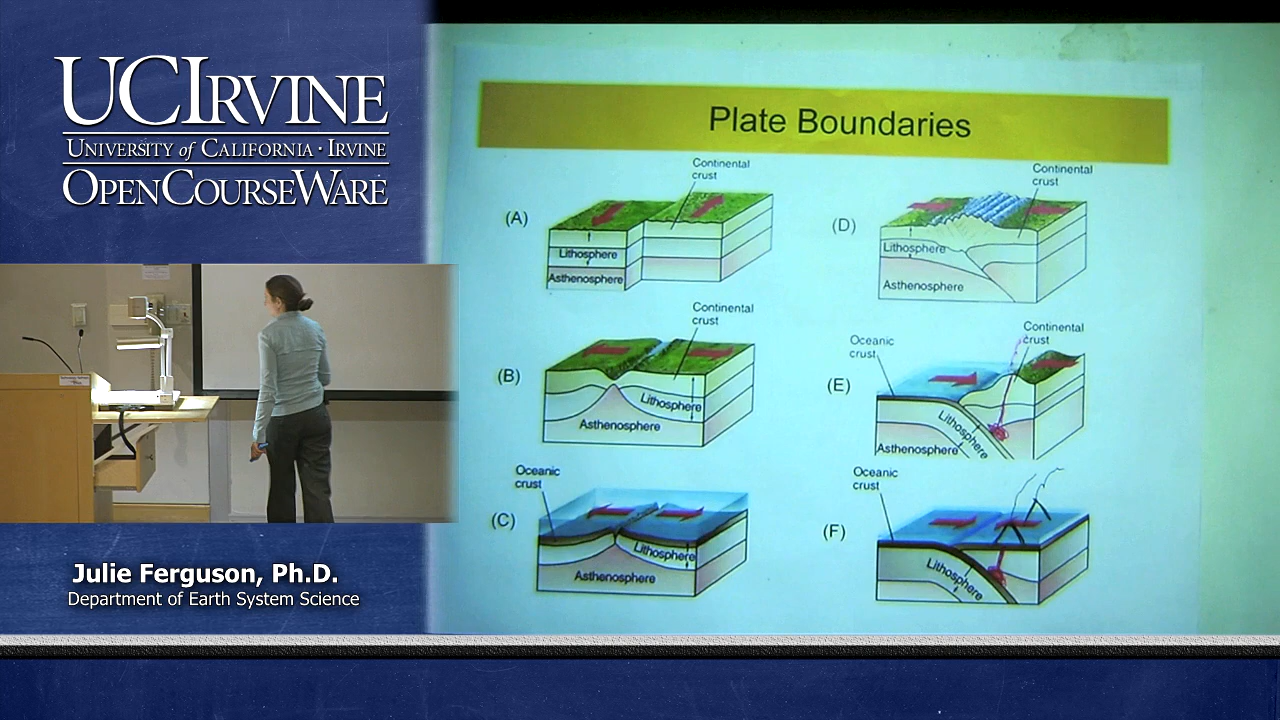 UCIRVINE
UNIVERSITY of CALIFORNIA · IRVINE
OPENCOURSEWARE
Julie Ferguson, Ph.D.
Department of Earth System Science
Plate Boundaries
(A)
Continental
crust
Lithosphere
Asthenosphere
(B)
Continental
crust
Lithosphere
Asthenosphere
(C)
Oceanic
crust
Lithosphere
Asthenosphere
(D)
Continental
crust
Lithosphere
Asthenosphere
(E)
Oceanic
crust
Continental
crust
Lithosphere
Asthenosphere
(F)
Oceanic
crust
Lithosphere